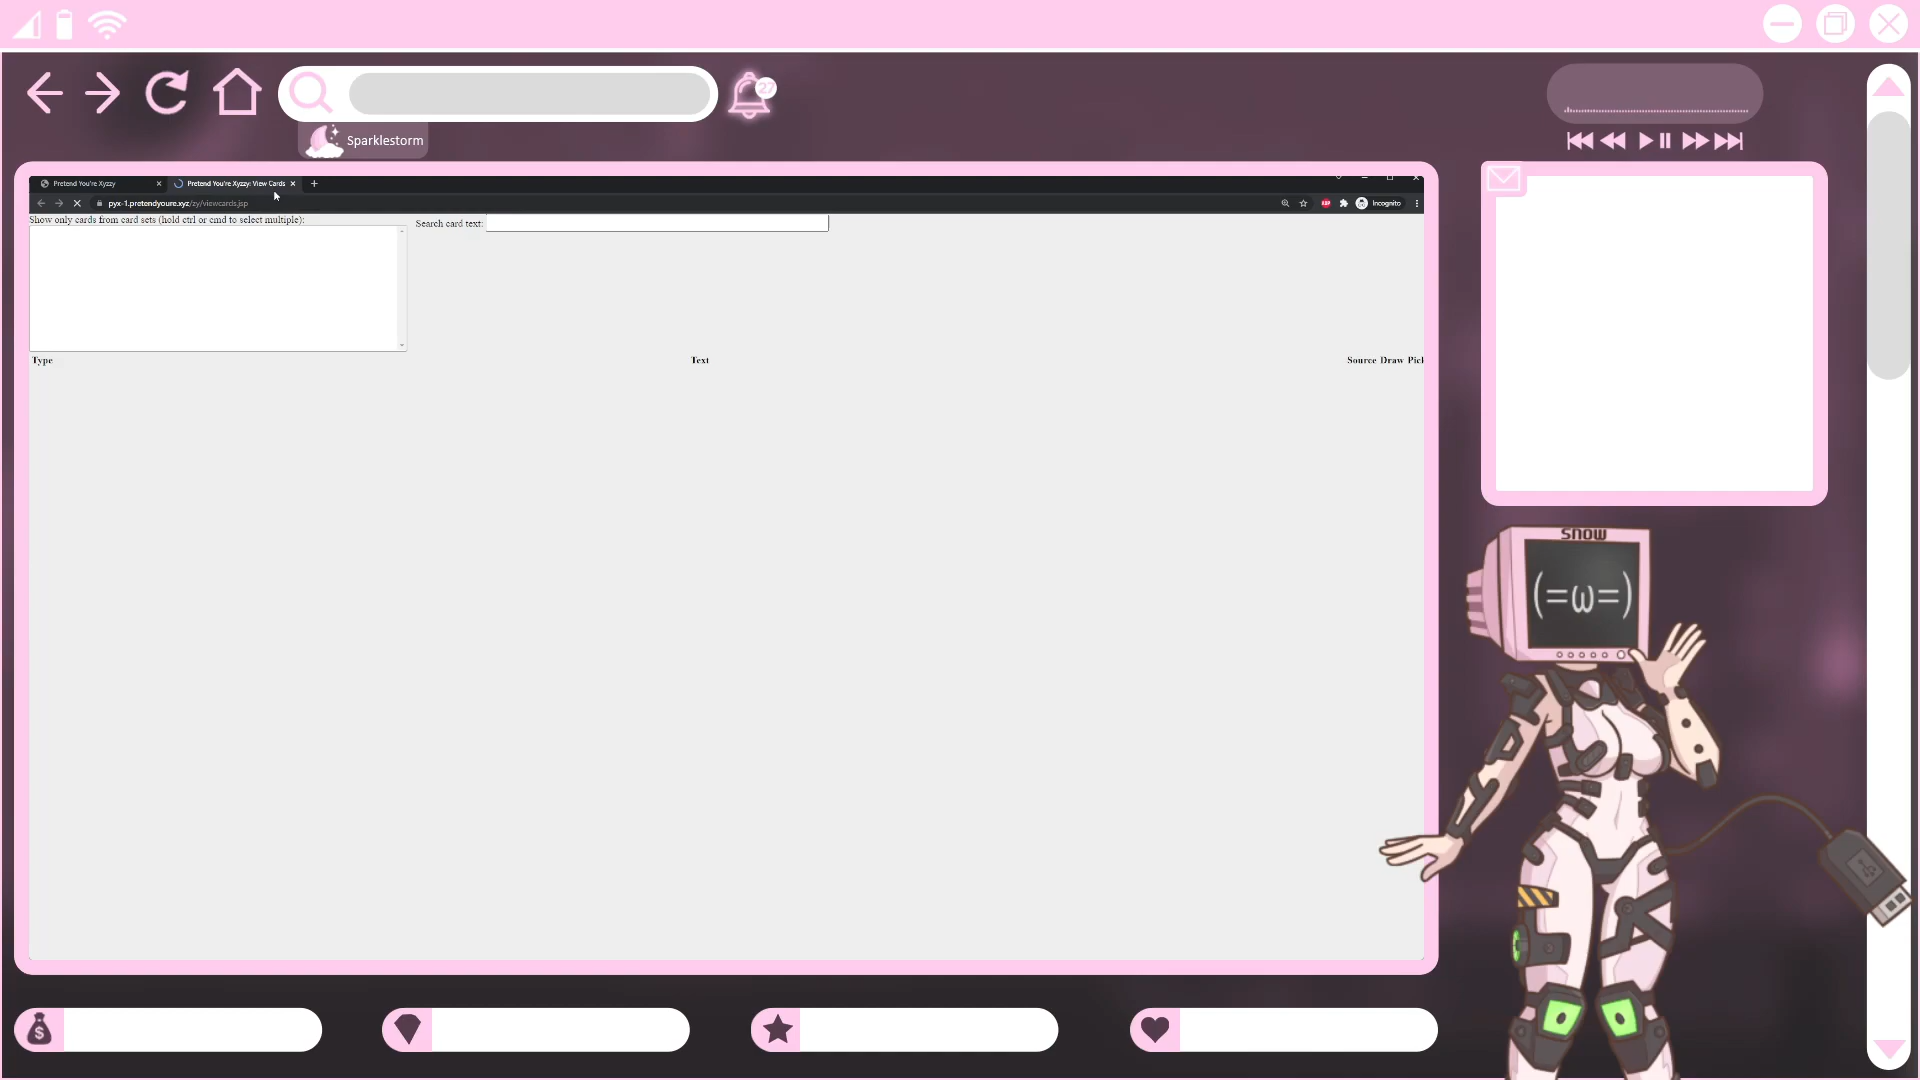 27
Sparklestorm
Pretend You're Xyzzy
Pretend You're Xyzzy: View Cards
pyx-1.pretendyoure.xyz/zy/viewcards.jsp
Incognito
Show only cards from card sets (hold ctrl or cmd to select multiple):
Search card text:
Type Text Source Draw Pick
SNOW
(=ω=)
$